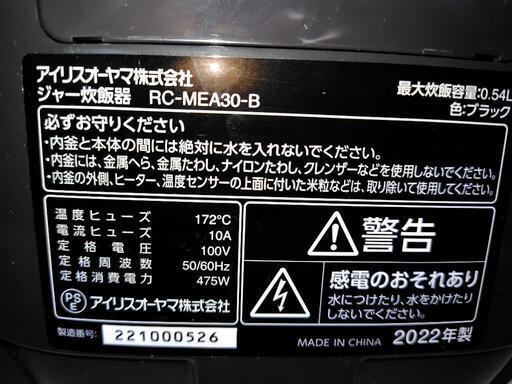 アイリスオーヤマ株式会社
ジャー炊飯器 RC-MEA30-B
最大炊飯容量:0.54L
色:ブラック
必ずお守りください
・内釜と本体の間には絶対に水を入れないでください。
・内釜には、金属へら、金属たわし、ナイロンたわし、クレンザーなどを使用しないでください。
・内釜の外側、ヒーター、温度センサーの上面に付いた米粒などは、取り除いて使用してください。
温度ヒューズ 172℃
電流ヒューズ 10A
定格電圧 100V
定格周波数 50/60Hz
定格消費電力 475W
PSE アイリスオーヤマ株式会社
製造番号: 221000526
警告
感電のおそれあり
水につけたり、水をかけたり
しないでください。
MADE IN CHINA 2022年製